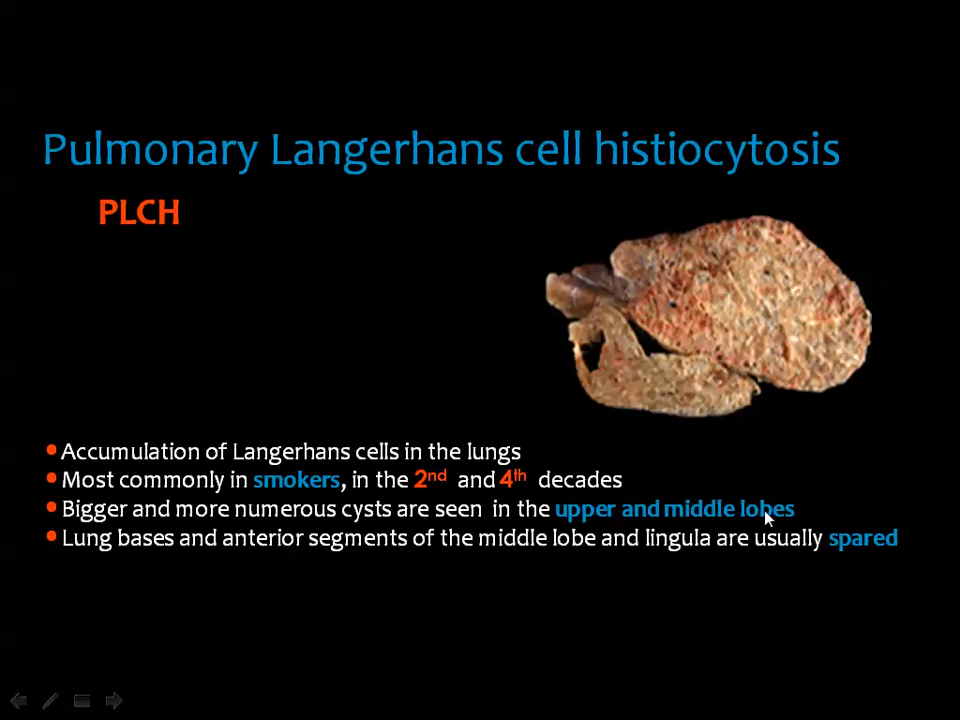 Pulmonary Langerhans cell histiocytosis
PLCH
•Accumulation of Langerhans cells in the lungs
•Most commonly in smokers, in the 2nd and 4th decades
•Bigger and more numerous cysts are seen in the upper and middle lobes
•Lung bases and anterior segments of the middle lobe and lingula are usually spared